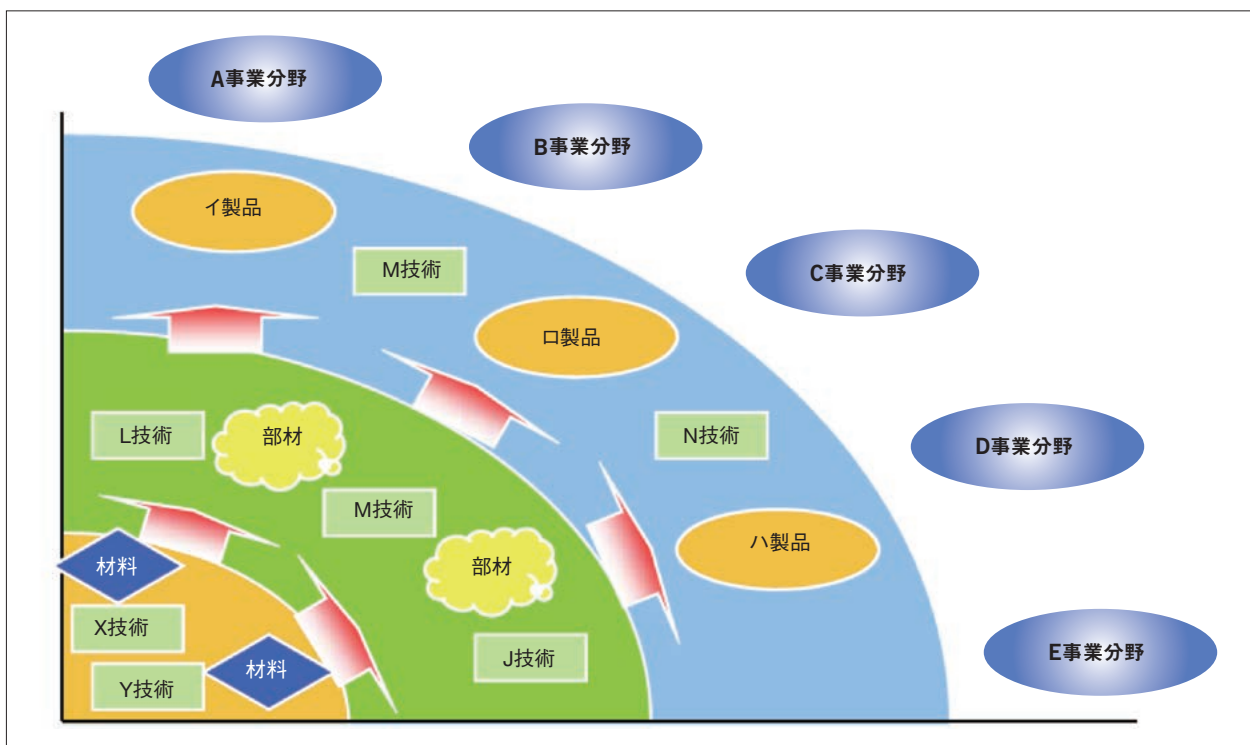 A事業分野
B事業分野
イ製品
M技術
C事業分野
ロ製品
L技術
部材
N技術
D事業分野
M技術
ハ製品
材料
部材
X技術
J技術
E事業分野
材料
Y技術